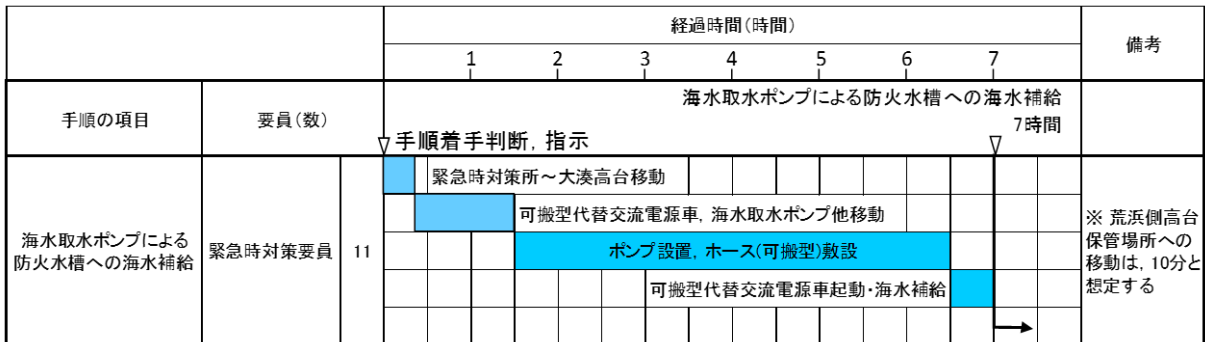 経過時間(時間)
備考
1 2 3 4 5 6 7
手順の項目
要員(数)
海水取水ポンプによる防火水槽への海水補給
7時間
▽手順着手判断, 指示
▽
海水取水ポンプによる
防火水槽への海水補給
緊急時対策要員
11
緊急時対策所~大湊高台移動
可搬型代替交流電源車, 海水取水ポンプ他移動
ポンプ設置, ホース(可搬型)敷設
可搬型代替交流電源車起動・海水補給
※ 荒浜側高台
保管場所への
移動は, 10分と
想定する